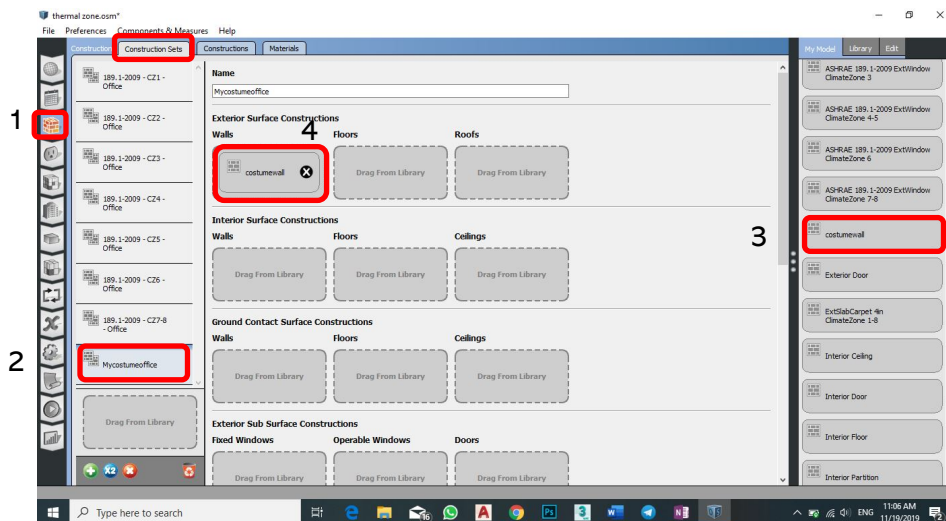 thermal zone.osm*
File Preferences Components & Measures Help
Constructions Construction Sets Constructions Materials
My Model Library Edit
1
2
3
4
189.1-2009 - CZ1 -
Office
189.1-2009 - CZ2 -
Office
189.1-2009 - CZ3 -
Office
189.1-2009 - CZ4 -
Office
189.1-2009 - CZ5 -
Office
189.1-2009 - CZ6 -
Office
189.1-2009 - CZ7-8
- Office
Mycostumeoffice
Drag From Library
x2
Name
Mycostumeoffice
Exterior Surface Constructions
Walls Floors Roofs
costumewall Drag From Library Drag From Library
Interior Surface Constructions
Walls Floors Ceilings
Drag From Library Drag From Library Drag From Library
Ground Contact Surface Constructions
Walls Floors Ceilings
Drag From Library Drag From Library Drag From Library
Exterior Sub Surface Constructions
Fixed Windows Operable Windows Doors
Drag From Library Drag From Library Drag From Library
ASHRAE 189.1-2009 ExtWindow
ClimateZone 3
ASHRAE 189.1-2009 ExtWindow
ClimateZone 4-5
ASHRAE 189.1-2009 ExtWindow
ClimateZone 6
ASHRAE 189.1-2009 ExtWindow
ClimateZone 7-8
costumewall
Exterior Door
ExtSlabCarpet 4in
ClimateZone 1-8
Interior Ceiling
Interior Door
Interior Floor
Interior Partition
Type here to search
16
ENG
11:06 AM
11/19/2019